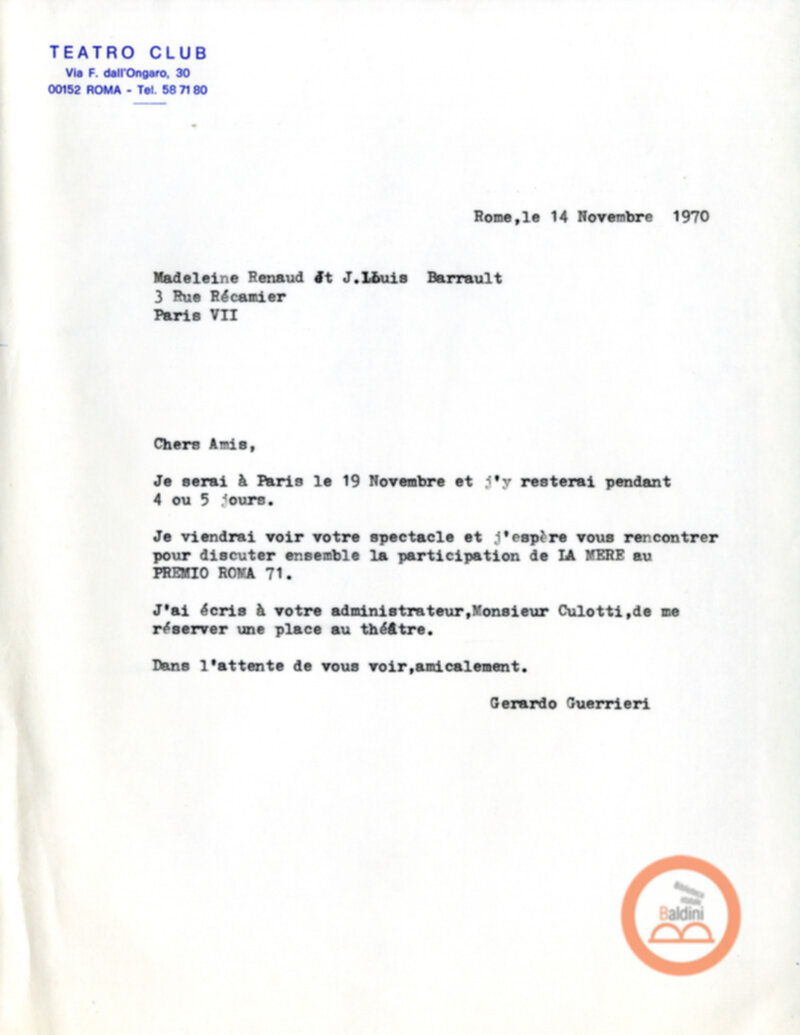 TEATRO CLUB
Via F. dall'Ongaro, 30
00152 ROMA - Tel. 58 71 80
Rome,le 14 Novembre 1970
Madeleine Renaud et J.Louis Barrault
3 Rue Récamier
Paris VII
Chers Amis,
Je serai à Paris le 19 Novembre et j'y resterai pendant
4 ou 5 jours.
Je viendrai voir votre spectacle et j'espère vous rencontrer
pour discuter ensemble la participation de LA MERE au
PREMIO ROMA 71.
J'ai écris à votre administrateur,Monsieur Culotti,de me
réserver une place au théâtre.
Dans l'attente de vous voir,amicalement.
Gerardo Guerrieri
Biblioteca
statale
Baldini